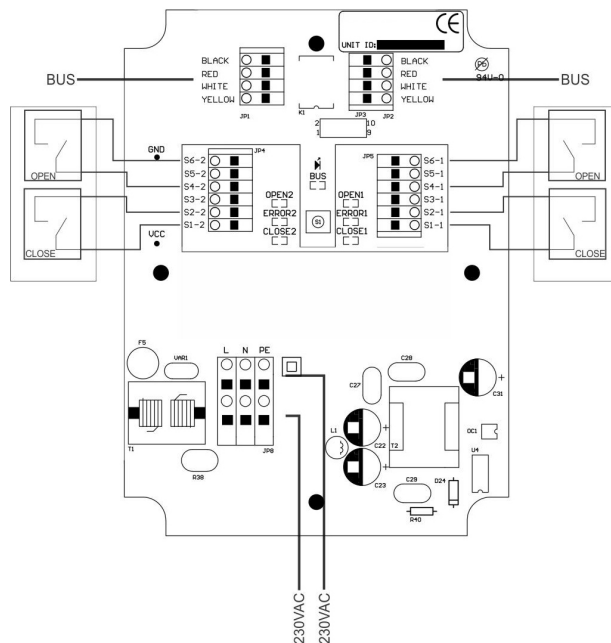 UNIT ID:
CE
BLACK
RED
WHITE
YELLOW
JP1
K1
BLACK
RED
WHITE
YELLOW
JP3 JP2
94V-0
BUS
BUS
2 10
1 9
OPEN
CLOSE
GND
VCC
S6-2
S5-2
S4-2
S3-2
S2-2
S1-2
JP4
BUS
OPEN2
ERROR2
CLOSE2
S1
OPEN1
ERROR1
CLOSE1
JP5
S6-1
S5-1
S4-1
S3-1
S2-1
S1-1
OPEN
CLOSE
F5
VAR1
T1
R38
L N PE
JP8
C27
C28
C31
L1
C22
T2
OC1
C23
C29
D24
U4
R40
230VAC
230VAC